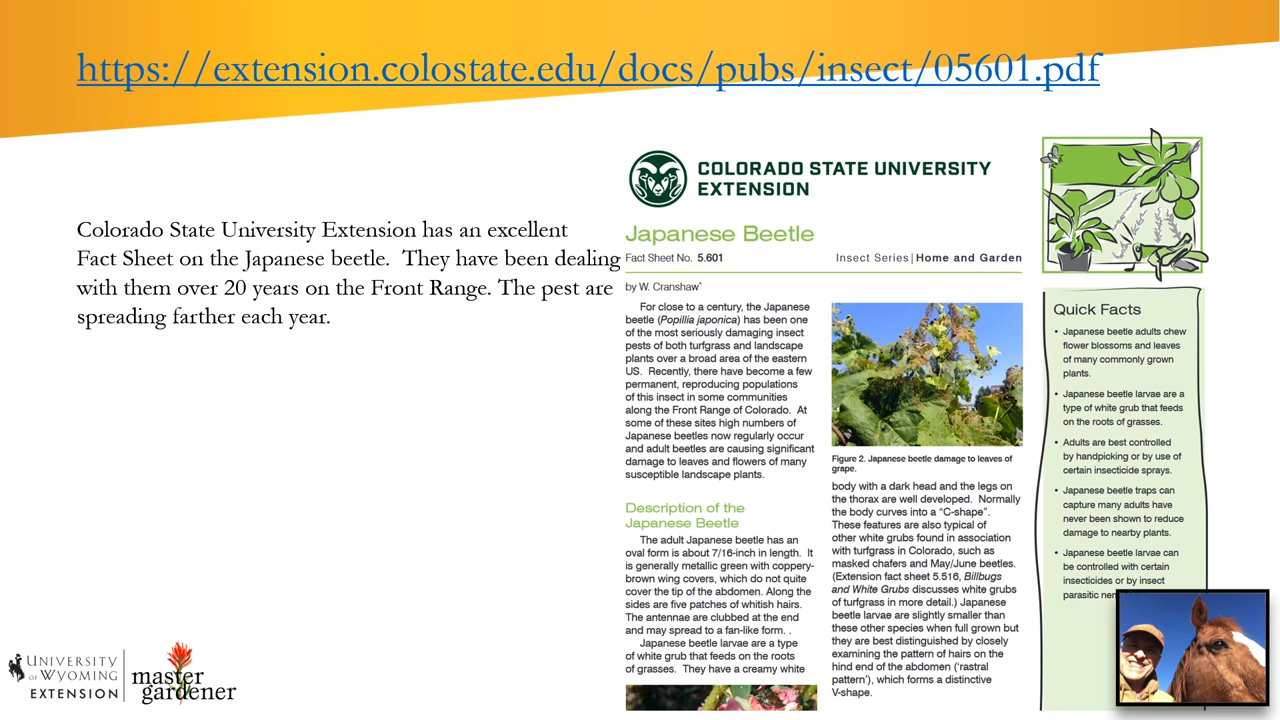 https://extension.colostate.edu/docs/pubs/insect/05601.pdf
Colorado State University Extension has an excellent
Fact Sheet on the Japanese beetle.  They have been dealing
with them over 20 years on the Front Range. The pest are
spreading farther each year.
COLORADO STATE UNIVERSITY
EXTENSION
Japanese Beetle
Fact Sheet No. 5.601
Insect Series|Home and Garden
by W. Cranshaw*
For close to a century, the Japanese
beetle (Popillia japonica) has been one
of the most seriously damaging insect
pests of both turfgrass and landscape
plants over a broad area of the eastern
US.  Recently, there have become a few
permanent, reproducing populations
of this insect in some communities
along the Front Range of Colorado.  At
some of these sites high numbers of
Japanese beetles now regularly occur
and adult beetles are causing significant
damage to leaves and flowers of many
susceptible landscape plants.
Description of the
Japanese Beetle
The adult Japanese beetle has an
oval form is about 7/16-inch in length.  It
is generally metallic green with coppery-
brown wing covers, which do not quite
cover the tip of the abdomen. Along the
sides are five patches of whitish hairs.
The antennae are clubbed at the end
and may spread to a fan-like form. .
Japanese beetle larvae are a type
of white grub that feeds on the roots
of grasses.  They have a creamy white
Figure 2. Japanese beetle damage to leaves of
grape.
body with a dark head and the legs on
the thorax are well developed.  Normally
the body curves into a “C-shape”.
These features are also typical of
other white grubs found in association
with turfgrass in Colorado, such as
masked chafers and May/June beetles.
(Extension fact sheet 5.516, Billbugs
and White Grubs discusses white grubs
of turfgrass in more detail.) Japanese
beetle larvae are slightly smaller than
these other species when full grown but
they are best distinguished by closely
examining the pattern of hairs on the
hind end of the abdomen (‘rastral
pattern’), which forms a distinctive
V-shape.
Quick Facts
• Japanese beetle adults chew
flower blossoms and leaves
of many commonly grown
plants.
• Japanese beetle larvae are a
type of white grub that feeds
on the roots of grasses.
• Adults are best controlled
by handpicking or by use of
certain insecticide sprays.
• Japanese beetle traps can
capture many adults have
never been shown to reduce
damage to nearby plants.
• Japanese beetle larvae can
be controlled with certain
insecticides or by insect
parasitic
UNIVERSITY
OF WYOMING
EXTENSION
master
gardener